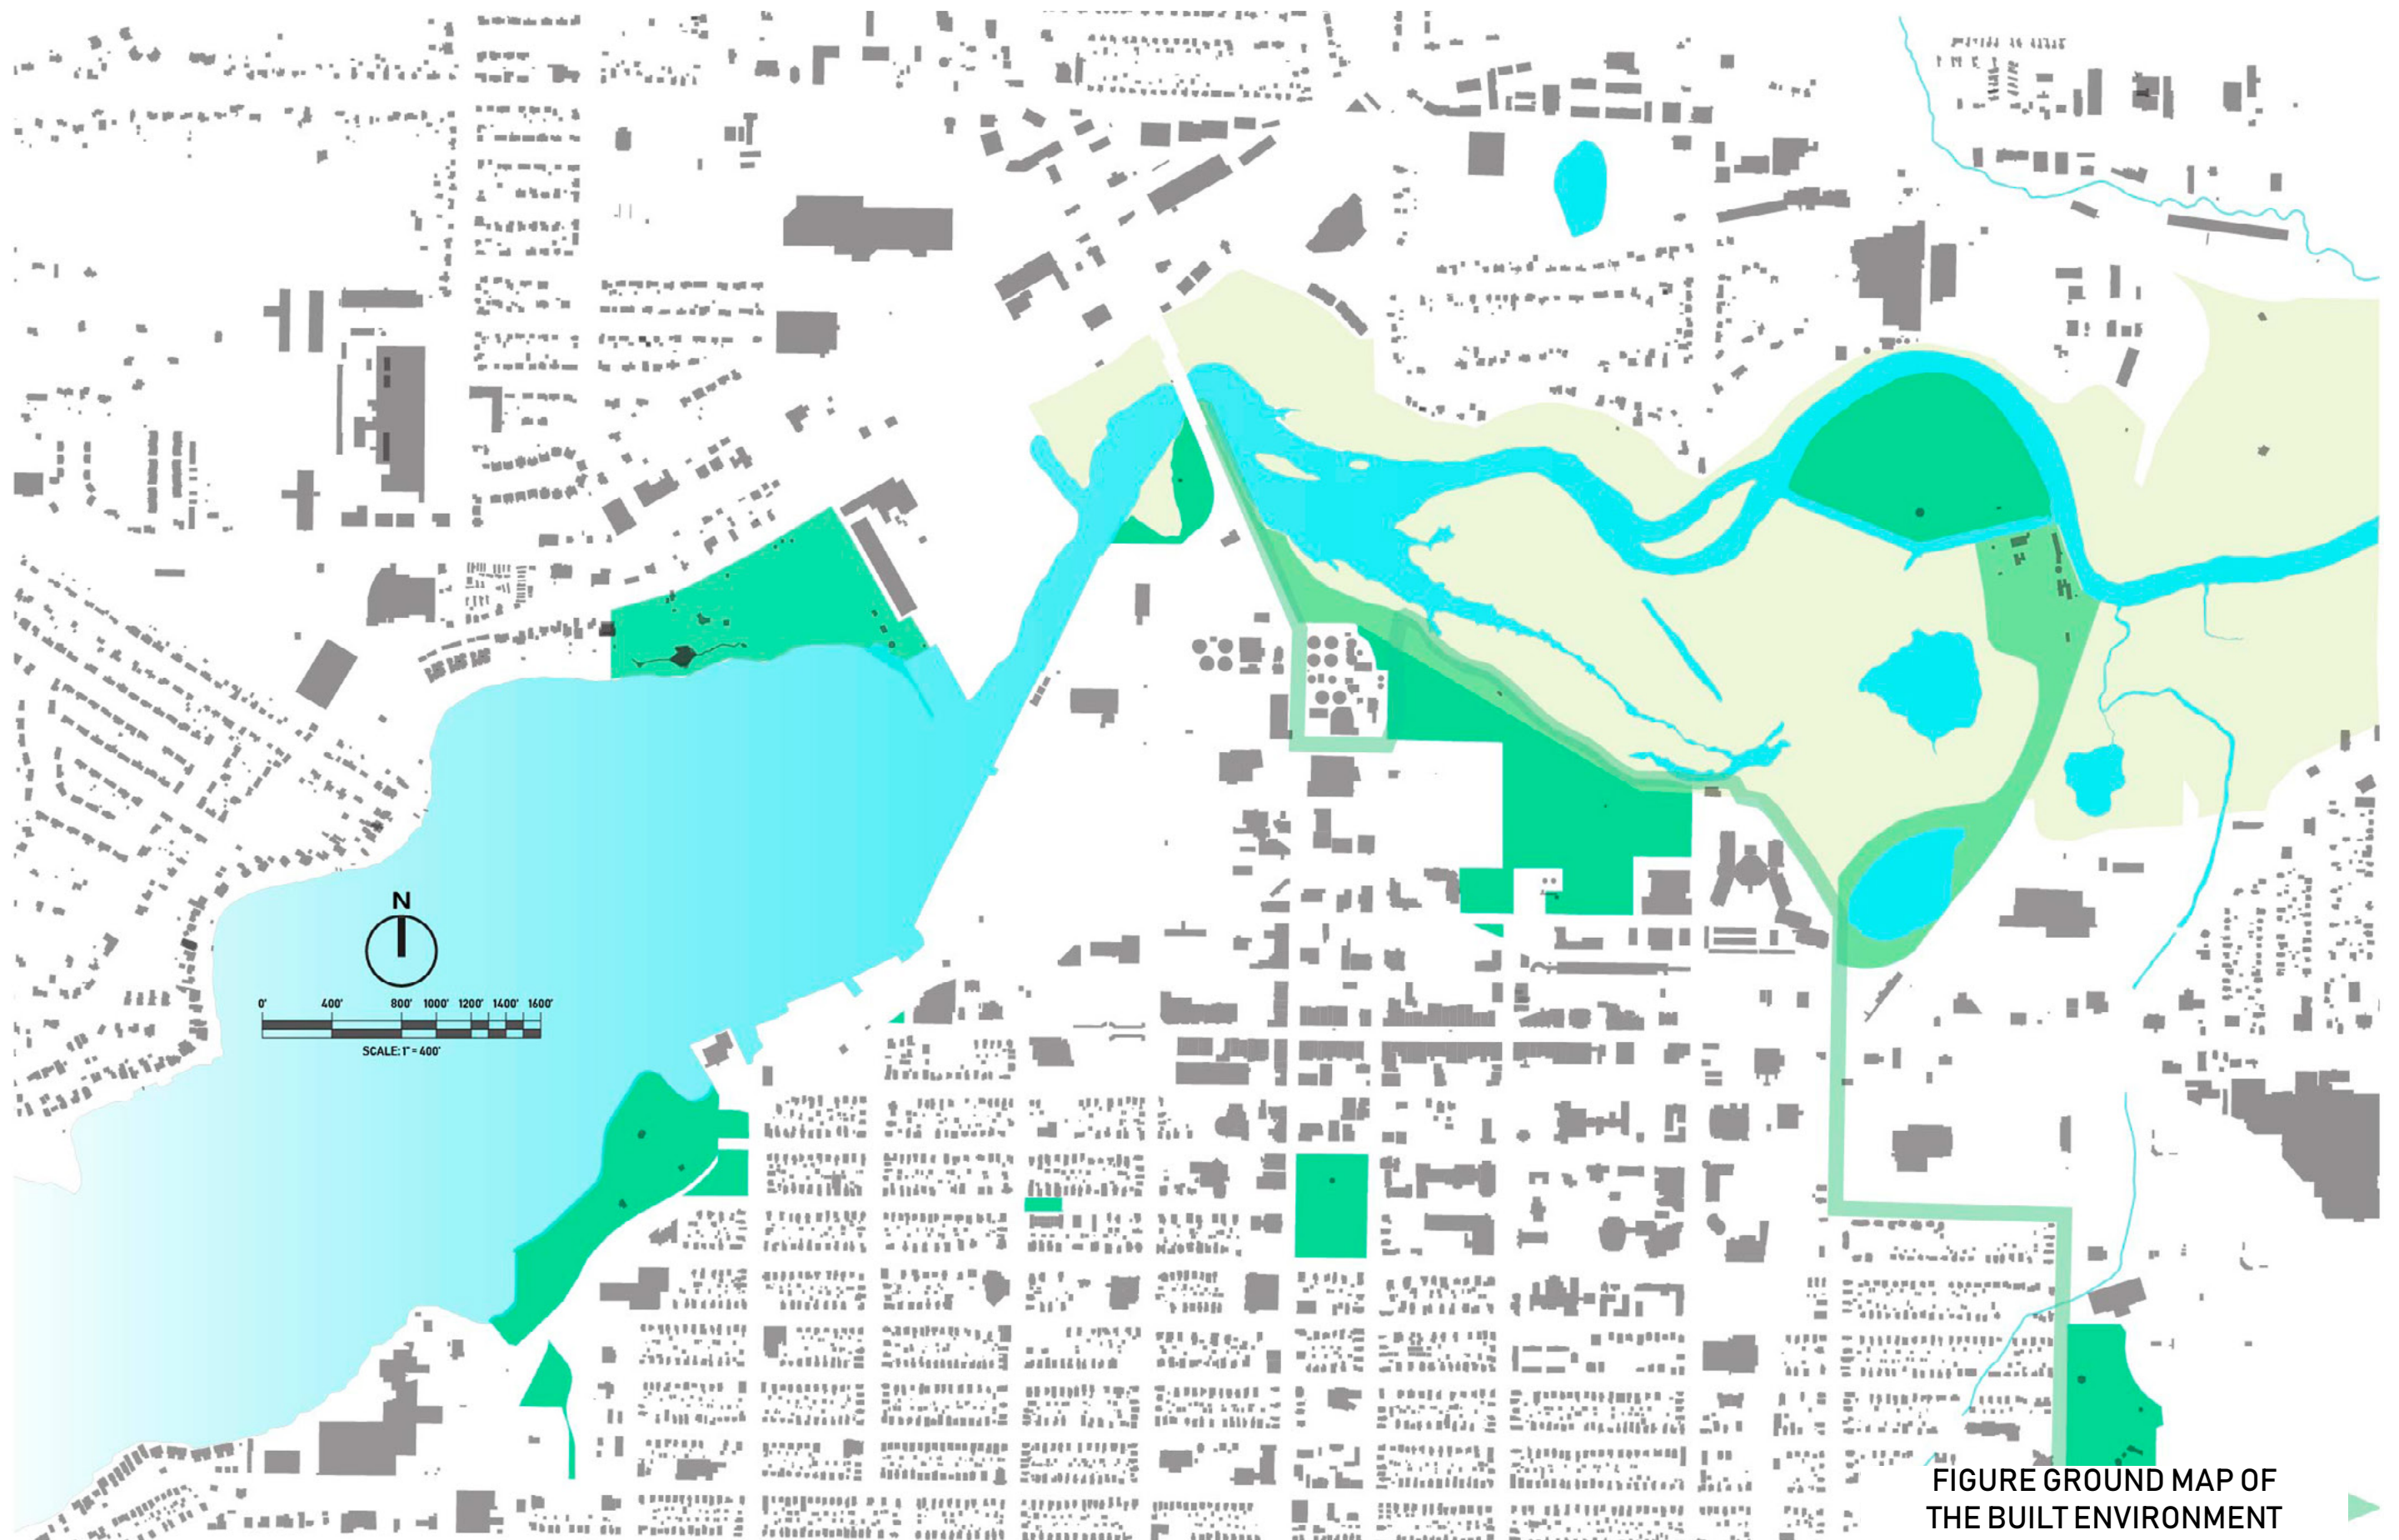 N
0' 400' 800' 1000' 1200' 1400' 1600'
SCALE: 1" = 400'
FIGURE GROUND MAP OF
THE BUILT ENVIRONMENT